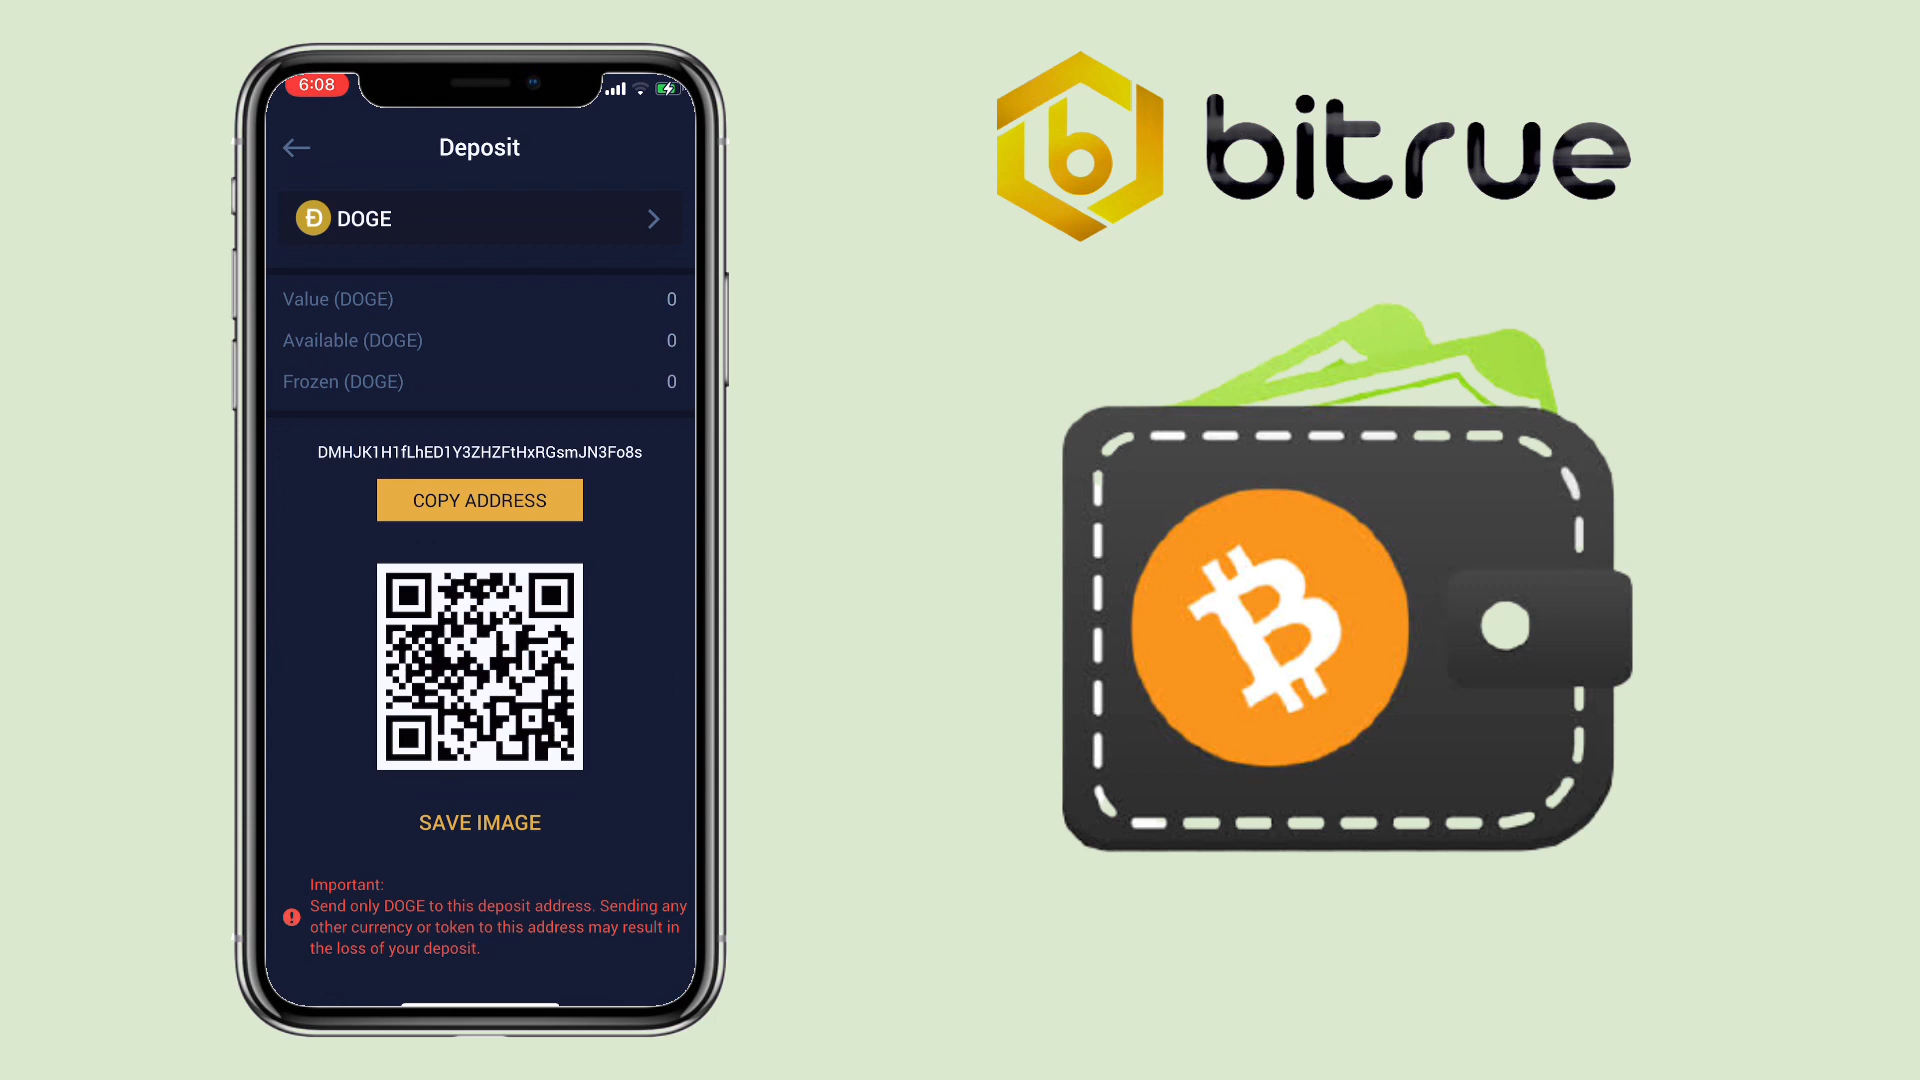 6:08
Deposit
DOGE
Value (DOGE) 0
Available (DOGE) 0
Frozen (DOGE) 0
DMHJK1H1fLhED1Y3ZHZFtHxRGsmJN3Fo8s
COPY ADDRESS
SAVE IMAGE
Important:
Send only DOGE to this deposit address. Sending any
other currency or token to this address may result in
the loss of your deposit.
bitrue